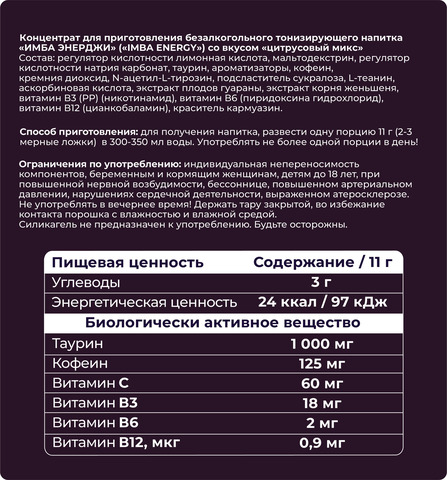 Концентрат для приготовления безалкогольного тонизирующего напитка
«ИМБА ЭНЕРДЖИ» («IMBA ENERGY») со вкусом «цитрусовый микс»
Состав: регулятор кислотности лимонная кислота, мальтодекстрин, регулятор
кислотности натрия карбонат, таурин, ароматизаторы, кофеин,
кремния диоксид, N-ацетил-L-тирозин, подсластитель сукралоза, L-теанин,
аскорбиновая кислота, экстракт плодов гуараны, экстракт корня женьшеня,
витамин В3 (РР) (никотинамид), витамин В6 (пиридоксина гидрохлорид),
витамин В12 (цианкобаламин), краситель кармуазин.
Способ приготовления: для получения напитка, развести одну порцию 11 г (2-3
мерные ложки) в 300-350 мл воды. Употреблять не более одной порции в день!
Ограничения по употреблению: индивидуальная непереносимость
компонентов, беременным и кормящим женщинам, детям до 18 лет, при
повышенной нервной возбудимости, бессоннице, повышенном артериальном
давлении, нарушениях сердечной деятельности, выраженном атеросклерозе.
Не употреблять в вечернее время! Держать тару закрытой, во избежание
контакта порошка с влажностью и влажной средой.
Силикагель не предназначен к употреблению. Будьте осторожны.
Пищевая ценность Содержание / 11 г
Углеводы 3 г
Энергетическая ценность 24 ккал / 97 кДж
Биологически активное вещество
Таурин 1 000 мг
Кофеин 125 мг
Витамин С 60 мг
Витамин В3 18 мг
Витамин В6 2 мг
Витамин В12, мкг 0,9 мг